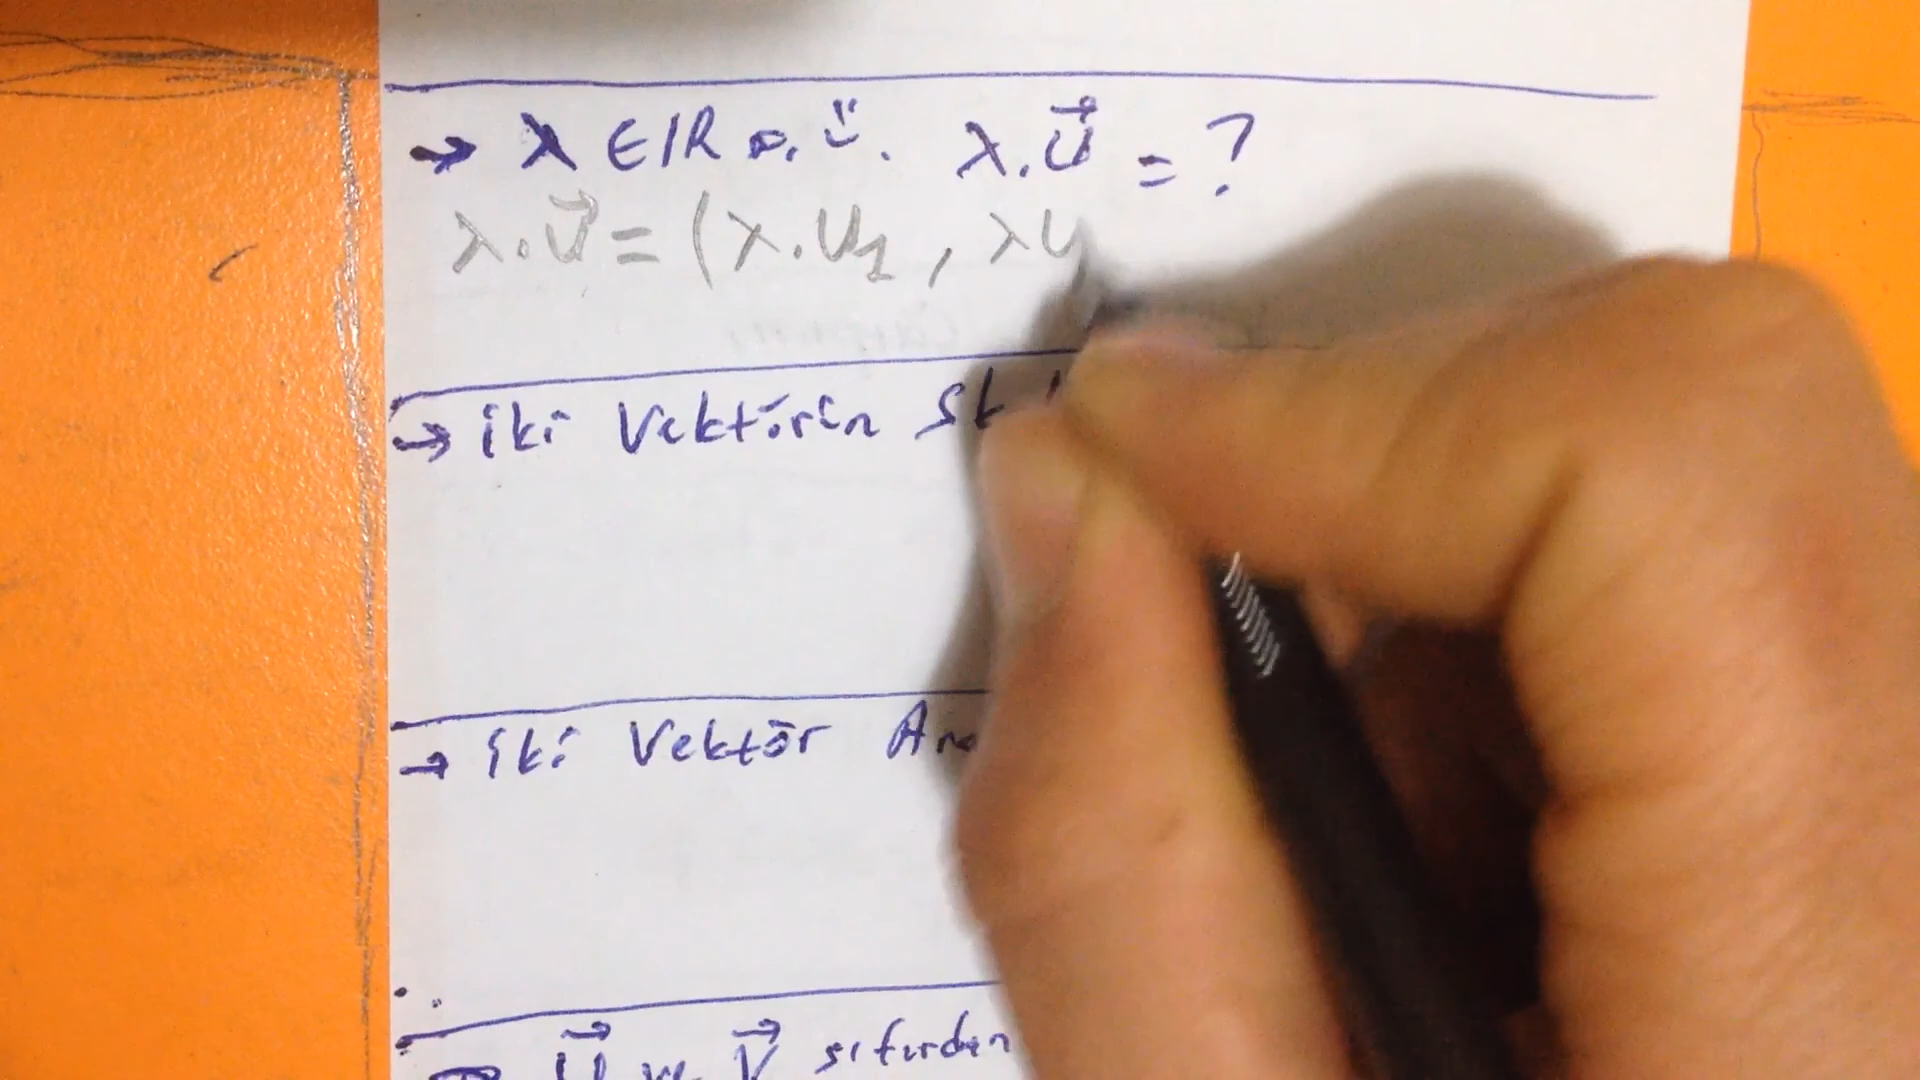 → λ ∈ IR o. ü. λ.u⃗ = ?
λ.u⃗ = (λ.u₁, λu
→ iki Vektörün
→ iki Vektör
→ u⃗ ve v⃗ sıfırdan